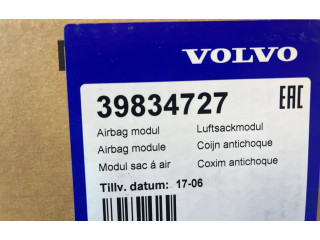 VOLVO
39834727
EAC
Airbag modul Luftsackmodul
Airbag module Coijn antichoque
Modul sac á air Coxim antichoque
Tillv. datum: 17-06